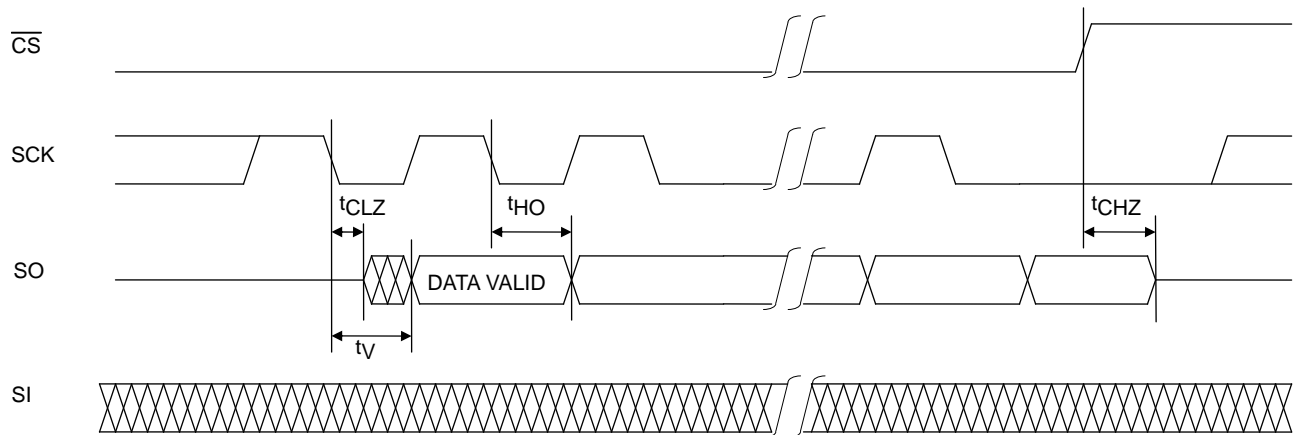 CS
SCK
tCLZ
tHO
tCHZ
SO
DATA VALID
tV
SI